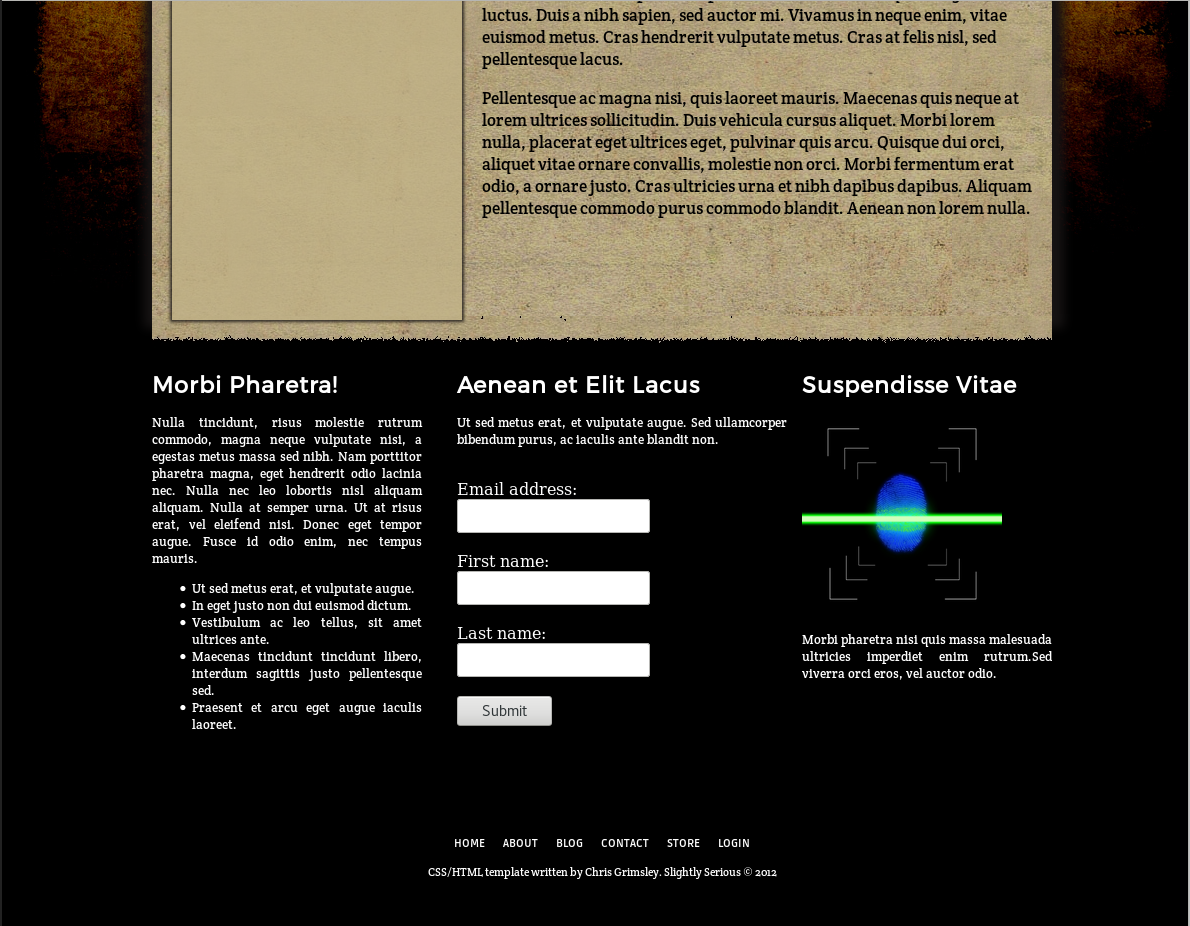 luctus. Duis a nibh sapien, sed auctor mi. Vivamus in neque enim, vitae
euismod metus. Cras hendrerit vulputate metus. Cras at felis nisl, sed
pellentesque lacus.
Pellentesque ac magna nisi, quis laoreet mauris. Maecenas quis neque at
lorem ultrices sollicitudin. Duis vehicula cursus aliquet. Morbi lorem
nulla, placerat eget ultrices eget, pulvinar quis arcu. Quisque dui orci,
aliquet vitae ornare convallis, molestie non orci. Morbi fermentum erat
odio, a ornare justo. Cras ultricies urna et nibh dapibus dapibus. Aliquam
pellentesque commodo purus commodo blandit. Aenean non lorem nulla.
Morbi Pharetra!
Nulla tincidunt, risus molestie rutrum
commodo, magna neque vulputate nisi, a
egestas metus massa sed nibh. Nam porttitor
pharetra magna, eget hendrerit odio lacinia
nec. Nulla nec leo lobortis nisl aliquam
aliquam. Nulla at semper urna. Ut at risus
erat, vel eleifend nisi. Donec eget tempor
augue. Fusce id odio enim, nec tempus
mauris.
• Ut sed metus erat, et vulputate augue.
• In eget justo non dui euismod dictum.
• Vestibulum ac leo tellus, sit amet
ultrices ante.
• Maecenas tincidunt tincidunt libero,
interdum sagittis justo pellentesque
sed.
• Praesent et arcu eget augue iaculis
laoreet.
Aenean et Elit Lacus
Ut sed metus erat, et vulputate augue. Sed ullamcorper
bibendum purus, ac iaculis ante blandit non.
Email address:
First name:
Last name:
Submit
Suspendisse Vitae
Morbi pharetra nisi quis massa malesuada
ultricies imperdiet enim rutrum.Sed
viverra orci eros, vel auctor odio.
HOME ABOUT BLOG CONTACT STORE LOGIN
CSS/HTML template written by Chris Grimsley. Slightly Serious © 2012